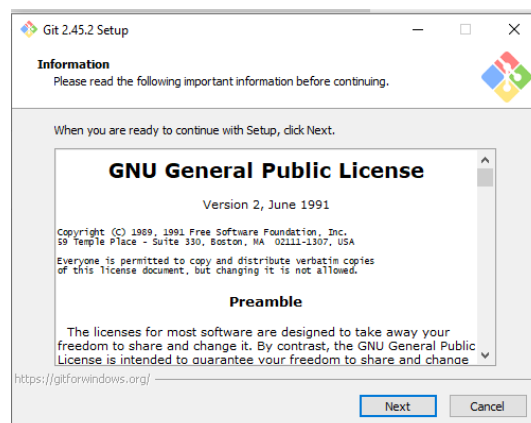 Git 2.45.2 Setup
Information
Please read the following important information before continuing.
When you are ready to continue with Setup, click Next.
GNU General Public License
Version 2, June 1991
Copyright (C) 1989, 1991 Free Software Foundation, Inc.
59 Temple Place - Suite 330, Boston, MA  02111-1307, USA
Everyone is permitted to copy and distribute verbatim copies
of this license document, but changing it is not allowed.
Preamble
The licenses for most software are designed to take away your
freedom to share and change it. By contrast, the GNU General Public
License is intended to guarantee your freedom to share and change
https://gitforwindows.org/
Next
Cancel